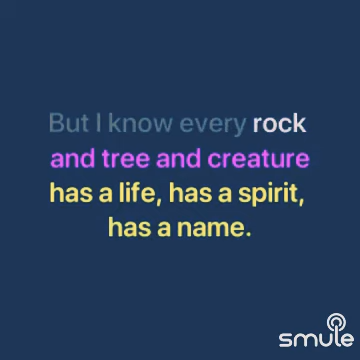 But I know every rock
and tree and creature
has a life, has a spirit,
has a name.
smule